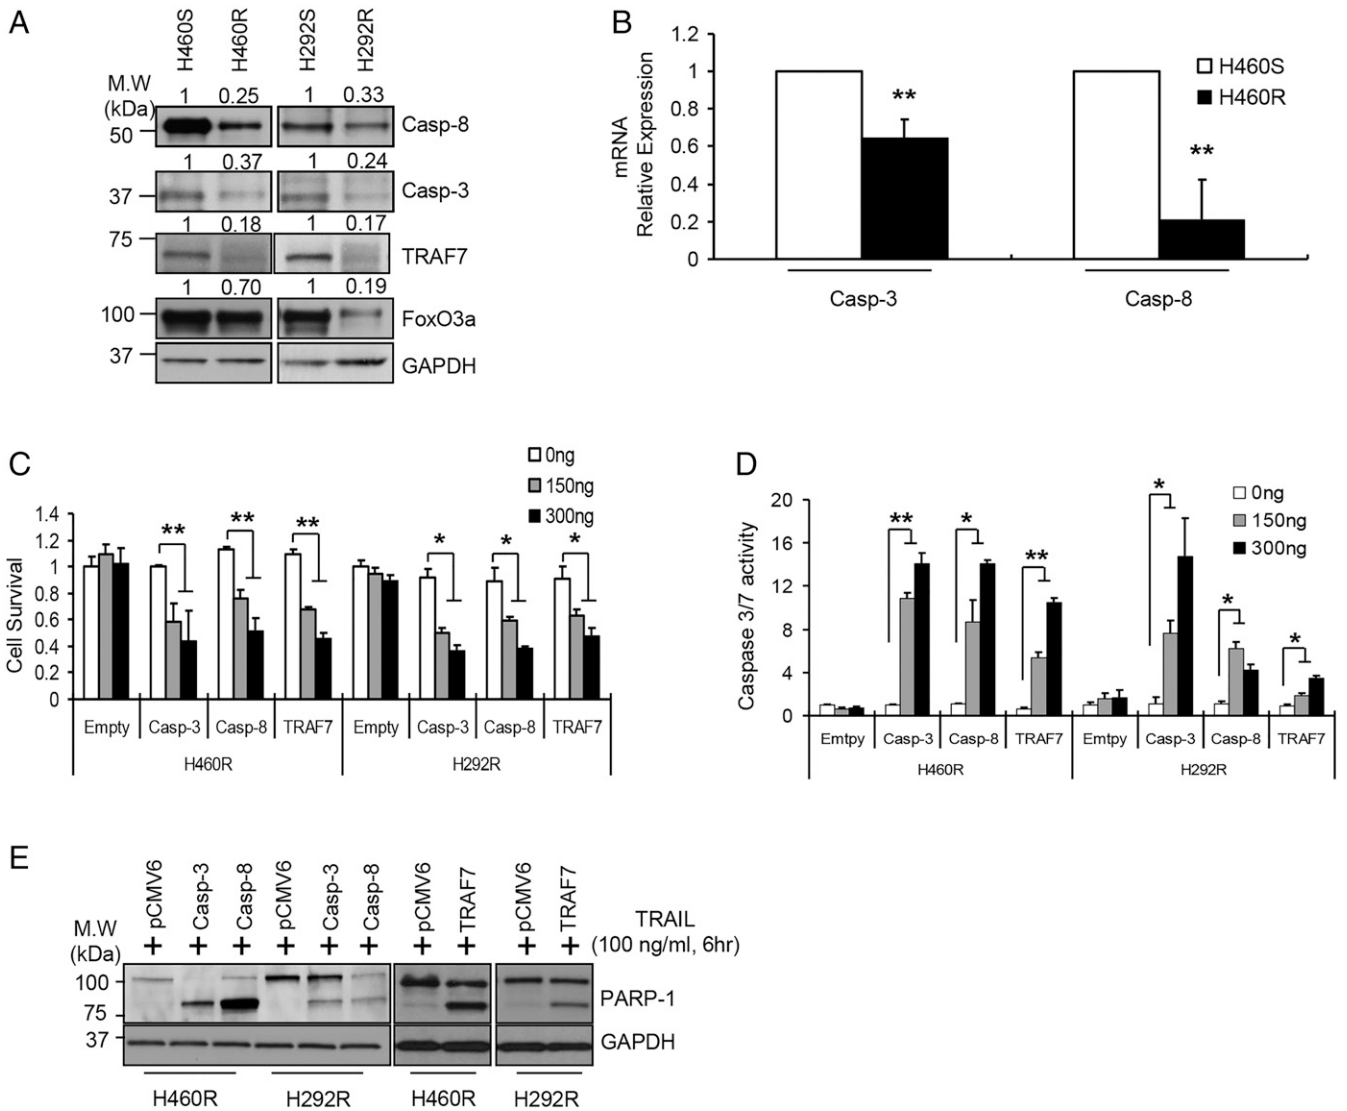 A
H460S H460R H292S H292R
M.W
(kDa)
1 0.25 1 0.33
50 Casp-8
1 0.37 1 0.24
37 Casp-3
1 0.18 1 0.17
75 TRAF7
1 0.70 1 0.19
100 FoxO3a
37 GAPDH
B
mRNA
Relative Expression
1.2
1
0.8
0.6
0.4
0.2
0
** **
H460S
H460R
Casp-3 Casp-8
C
0ng
150ng
300ng
Cell Survival
1.4
1.2
1
0.8
0.6
0.4
0.2
0
** ** ** * * *
Empty Casp-3 Casp-8 TRAF7 Empty Casp-3 Casp-8 TRAF7
H460R H292R
D
0ng
150ng
300ng
Caspase 3/7 activity
20
16
12
8
4
0
** * ** * * *
Emtpy Casp-3 Casp-8 TRAF7 Emtpy Casp-3 Casp-8 TRAF7
H460R H292R
E
pCMV6 Casp-3 Casp-8 pCMV6 Casp-3 Casp-8 pCMV6 TRAF7 pCMV6 TRAF7
TRAIL
M.W
+ + + + + + + + + + (100 ng/ml, 6hr)
(kDa)
100
PARP-1
75
37 GAPDH
H460R H292R H460R H292R